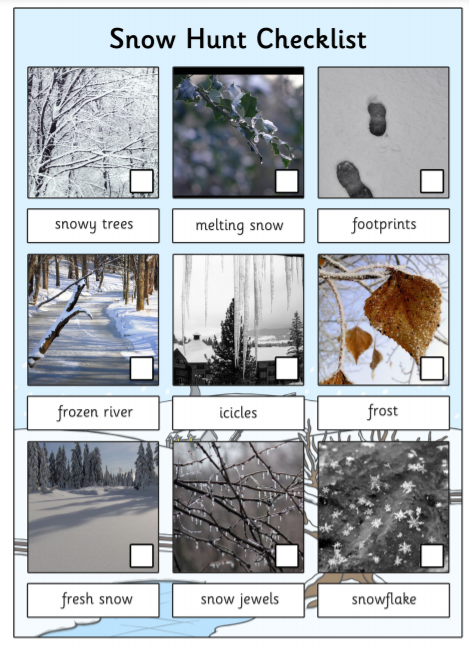 Snow Hunt Checklist
snowy trees
melting snow
footprints
frozen river
icicles
frost
fresh snow
snow jewels
snowflake